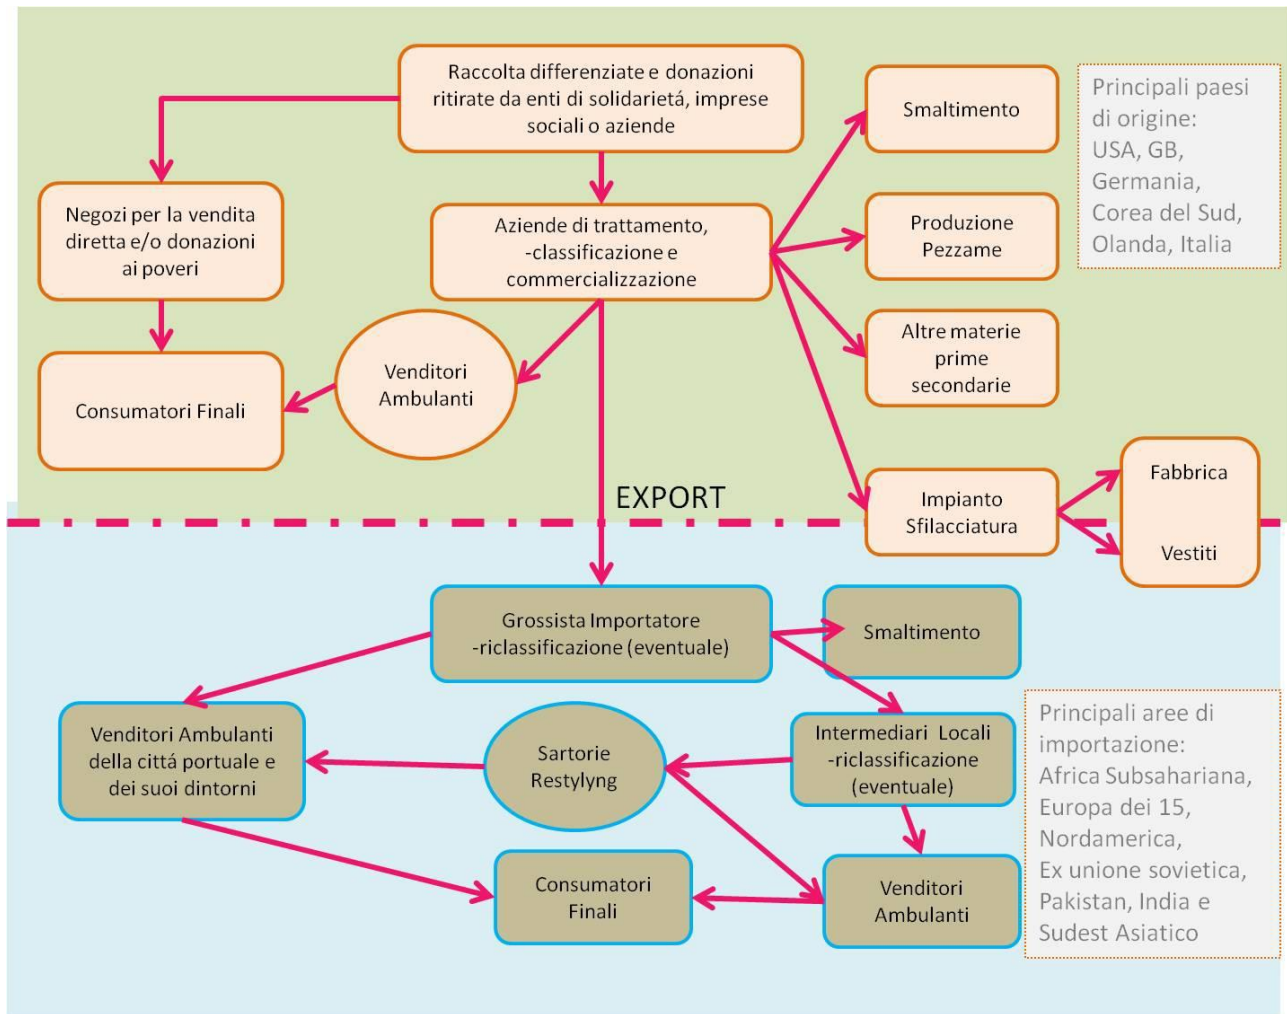 Raccolta differenziate e donazioni
ritirate da enti di solidarietá, imprese
sociali o aziende
Smaltimento
Principali paesi
di origine:
USA, GB,
Germania,
Corea del Sud,
Olanda, Italia
Negozi per la vendita
diretta e/o donazioni
ai poveri
Aziende di trattamento,
-classificazione e
commercializzazione
Produzione
Pezzame
Altre materie
prime
secondarie
Venditori
Ambulanti
Consumatori Finali
Impianto
Sfilacciatura
Fabbrica
Vestiti
EXPORT
Grossista Importatore
-riclassificazione (eventuale)
Smaltimento
Venditori Ambulanti
della cittá portuale e
dei suoi dintorni
Sartorie
Restylyng
Intermediari Locali
-riclassificazione
(eventuale)
Principali aree di
importazione:
Africa Subsahariana,
Europa dei 15,
Nordamerica,
Ex unione sovietica,
Pakistan, India e
Sudest Asiatico
Consumatori
Finali
Venditori
Ambulanti